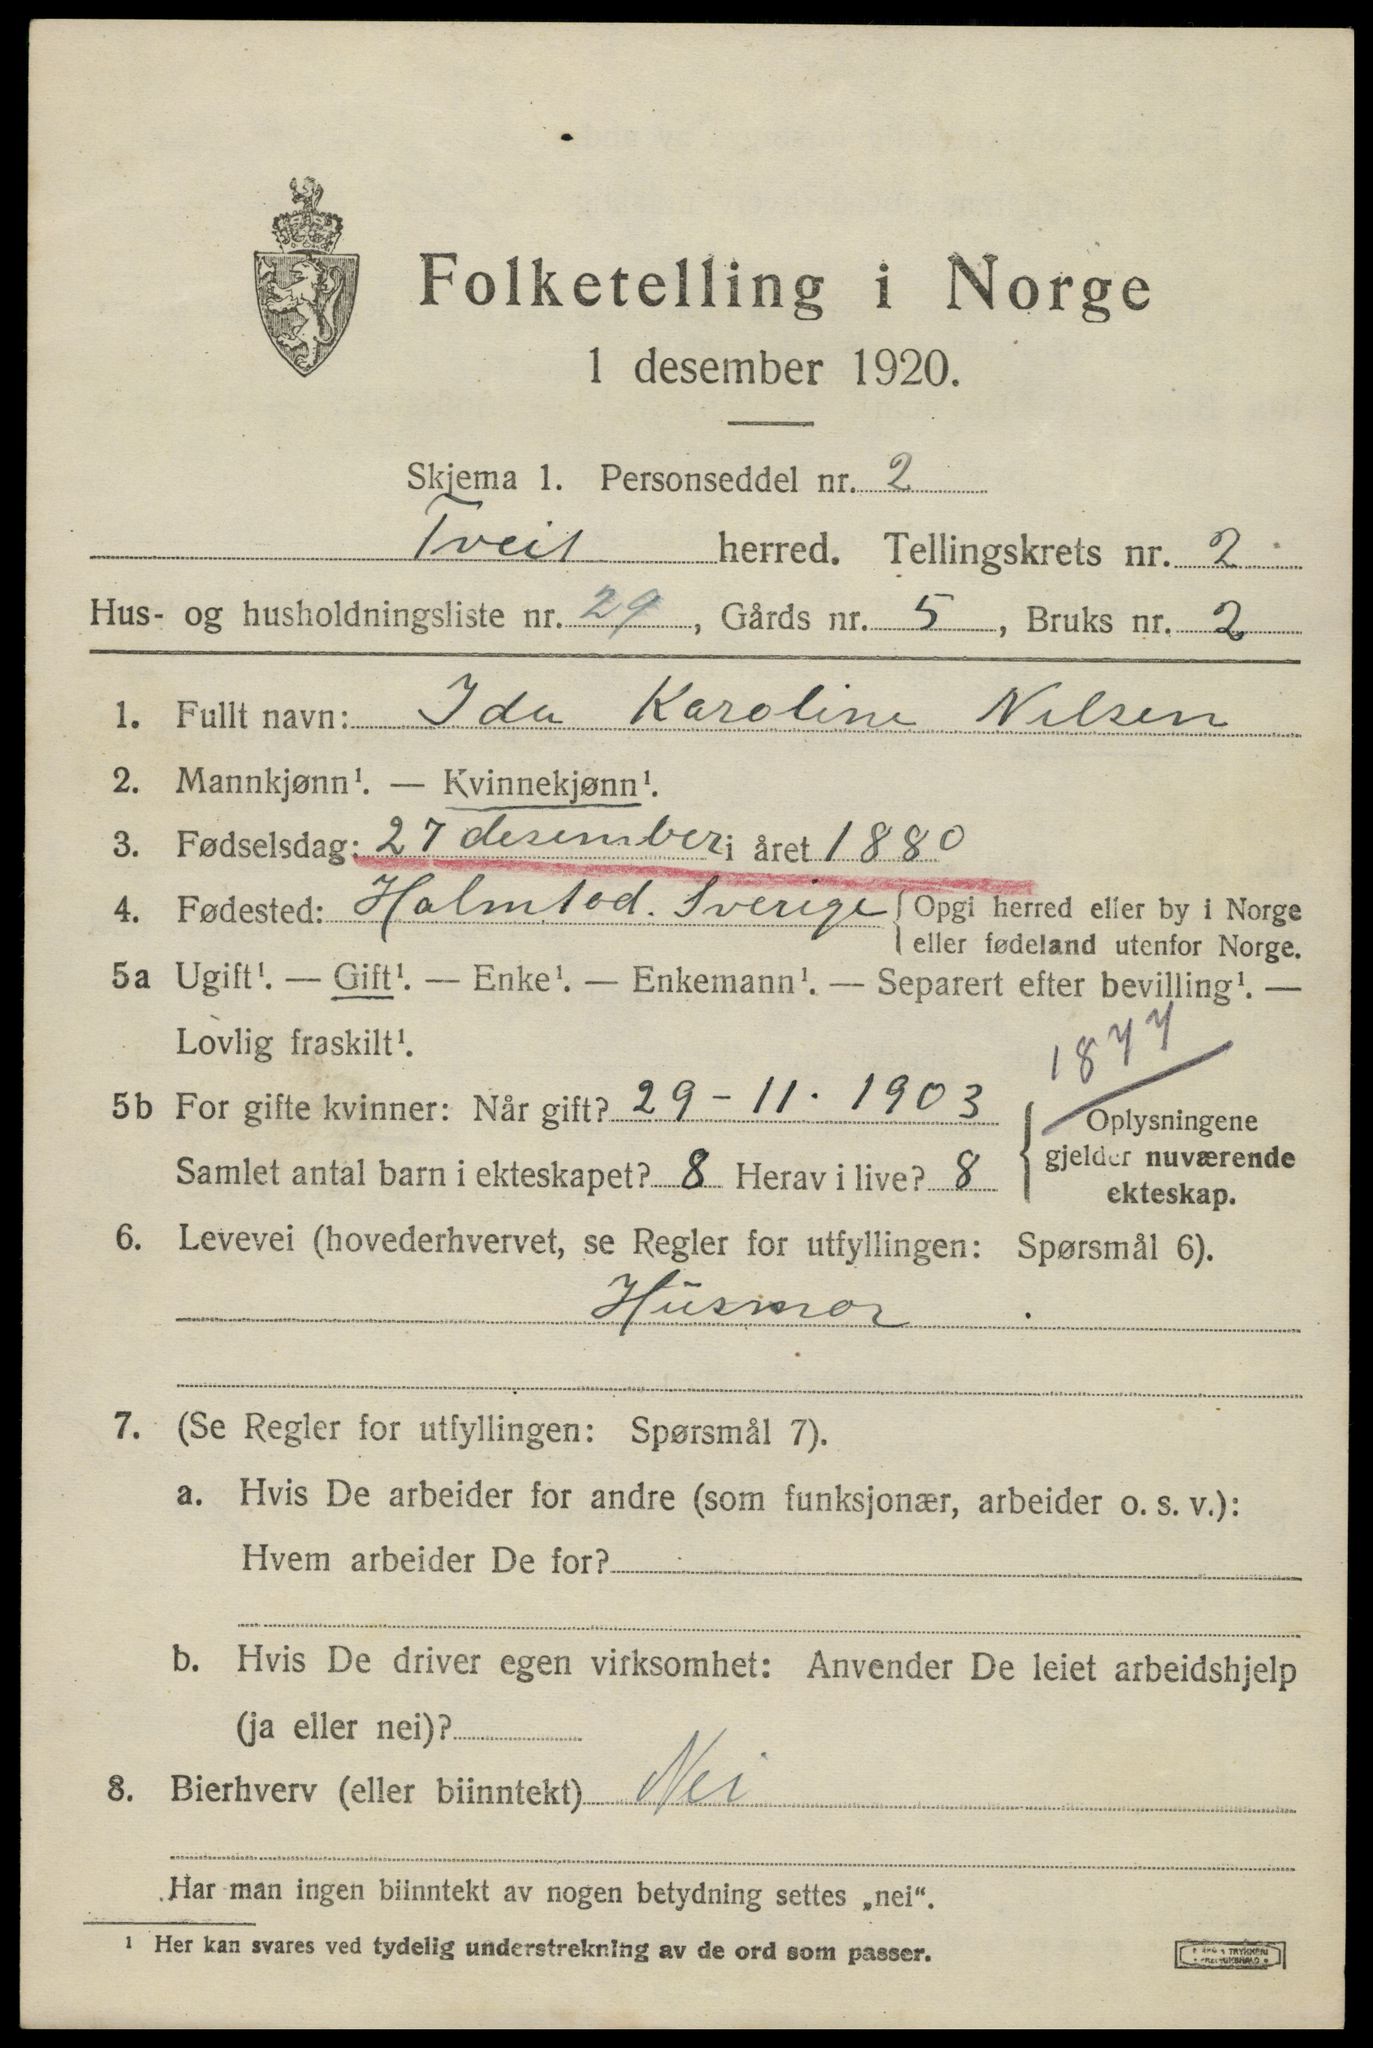 Folketelling i Norge
1 desember 1920.
Skjema 1. Personseddel nr. 2
Tveit herred. Tellingskrets nr. 2
Hus- og husholdningsliste nr. 29, Gårds nr. 5, Bruks nr. 2
1. Fullt navn: Ida Karoline Nilsen
2. Mannkjønn¹. — Kvinnekjønn¹.
3. Fødselsdag: 27 desember i året 1880
4. Fødested: Halmstad. Sverige { Opgi herred eller by i Norge
eller fødeland utenfor Norge.
5a Ugift¹. — Gift¹. — Enke¹. — Enkemann¹. — Separert efter bevilling¹. —
Lovlig fraskilt¹.
1877
5b For gifte kvinner: Når gift? 29-11. 1903
Samlet antal barn i ekteskapet? 8 Herav i live? 8
{ Oplysningene
gjelder nuværende
ekteskap.
6. Levevei (hovederhvervet, se Regler for utfyllingen: Spørsmål 6).
Husmor
7. (Se Regler for utfyllingen: Spørsmål 7).
a. Hvis De arbeider for andre (som funksjonær, arbeider o. s. v.):
Hvem arbeider De for?
b. Hvis De driver egen virksomhet: Anvender De leiet arbeidshjelp
(ja eller nei)?
8. Bierhverv (eller biinntekt) Nei
Har man ingen biinntekt av nogen betydning settes „nei“.
¹ Her kan svares ved tydelig understrekning av de ord som passer.